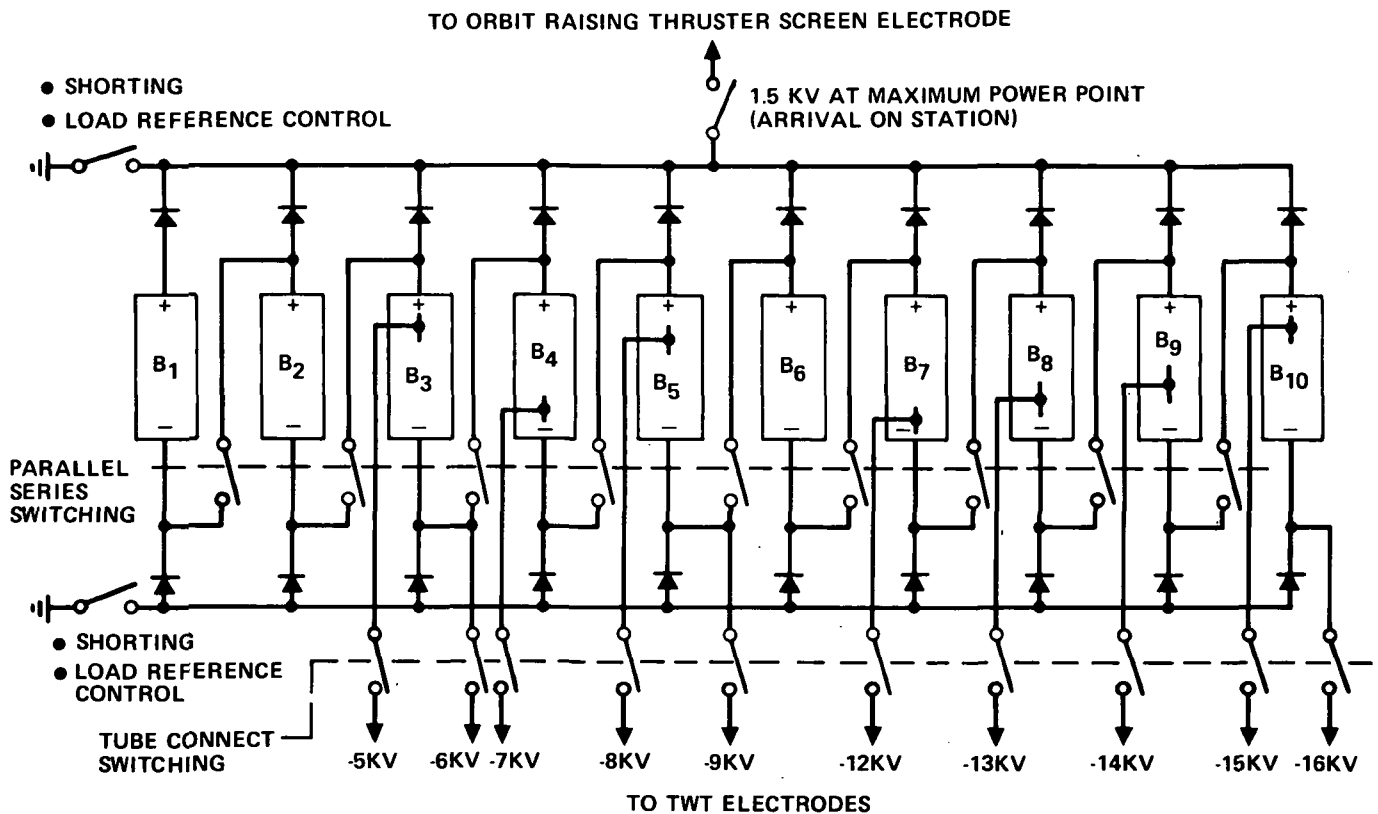 TO ORBIT RAISING THRUSTER SCREEN ELECTRODE
● SHORTING
● LOAD REFERENCE CONTROL
1.5 KV AT MAXIMUM POWER POINT
(ARRIVAL ON STATION)
+ + + + + + + + + +
B1 B2 B3 B4 B5 B6 B7 B8 B9 B10
− − − − − − − − − −
PARALLEL
SERIES
SWITCHING
● SHORTING
● LOAD REFERENCE
CONTROL
TUBE CONNECT
SWITCHING
-5KV -6KV -7KV -8KV -9KV -12KV -13KV -14KV -15KV -16KV
TO TWT ELECTRODES